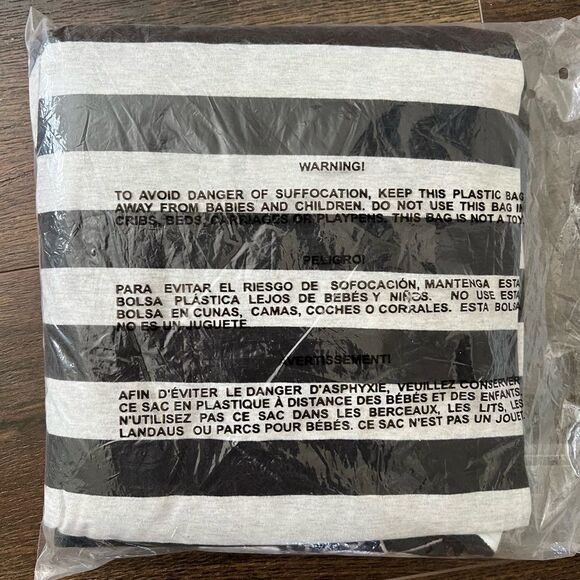 WARNING!
TO AVOID DANGER OF SUFFOCATION, KEEP THIS PLASTIC BAG
AWAY FROM BABIES AND CHILDREN. DO NOT USE THIS BAG IN
CRIBS, BEDS, CARRIAGES OR PLAYPENS. THIS BAG IS NOT A TOY.
PELIGRO!
PARA EVITAR EL RIESGO DE SOFOCACIÓN, MANTENGA ESTA
BOLSA PLÁSTICA LEJOS DE BEBÉS Y NIÑOS. NO USE ESTA
BOLSA EN CUNAS, CAMAS, COCHES O CORRALES. ESTA BOLSA
NO ES UN JUGUETE
AVERTISSEMENT!
AFIN D'ÉVITER LE DANGER D'ASPHYXIE, VEUILLEZ CONSERVER
CE SAC EN PLASTIQUE À DISTANCE DES BÉBÉS ET DES ENFANTS.
N'UTILISEZ PAS CE SAC DANS LES BERCEAUX, LES LITS, LES
LANDAUS OU PARCS POUR BÉBÉS. CE SAC N'EST PAS UN JOUET.